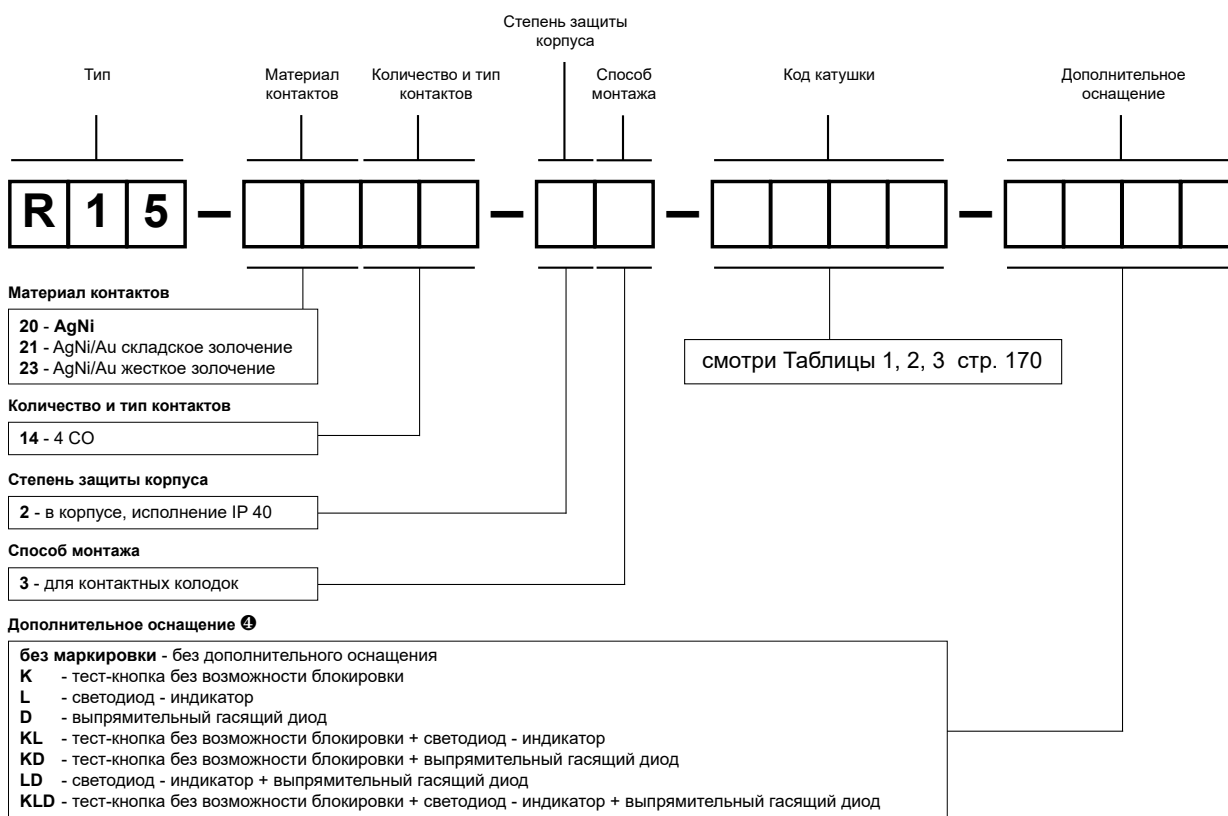 Степень защиты
корпуса
Тип
Материал
контактов
Количество и тип
контактов
Способ
монтажа
Код катушки
Дополнительное
оснащение
R 1 5 – – – –
Материал контактов
20 - AgNi
21 - AgNi/Au складское золочение
23 - AgNi/Au жесткое золочение
смотри Таблицы 1, 2, 3 стр. 170
Количество и тип контактов
14 - 4 CO
Степень защиты корпуса
2 - в корпусе, исполнение IP 40
Способ монтажа
3 - для контактных колодок
Дополнительное оснащение ❹
без маркировки - без дополнительного оснащения
K - тест-кнопка без возможности блокировки
L - светодиод - индикатор
D - выпрямительный гасящий диод
KL - тест-кнопка без возможности блокировки + светодиод - индикатор
KD - тест-кнопка без возможности блокировки + выпрямительный гасящий диод
LD - светодиод - индикатор + выпрямительный гасящий диод
KLD - тест-кнопка без возможности блокировки + светодиод - индикатор + выпрямительный гасящий диод